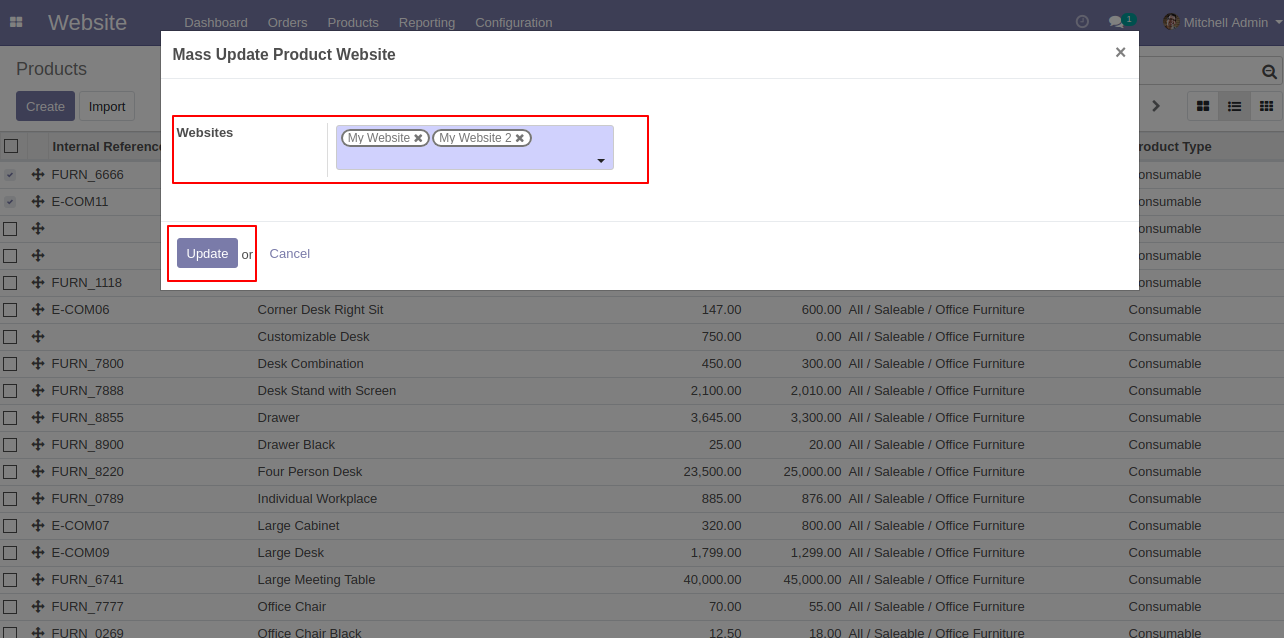 Website Dashboard Orders Products Reporting Configuration 1 Mitchell Admin
Mass Update Product Website ×
Products
Create Import
Websites My Website My Website 2
Internal Reference Product Type
FURN_6666 Consumable
E-COM11 Consumable
Consumable
Update or Cancel Consumable
FURN_1118 Consumable
E-COM06 Corner Desk Right Sit 147.00 600.00 All / Saleable / Office Furniture Consumable
Customizable Desk 750.00 0.00 All / Saleable / Office Furniture Consumable
FURN_7800 Desk Combination 450.00 300.00 All / Saleable / Office Furniture Consumable
FURN_7888 Desk Stand with Screen 2,100.00 2,010.00 All / Saleable / Office Furniture Consumable
FURN_8855 Drawer 3,645.00 3,300.00 All / Saleable / Office Furniture Consumable
FURN_8900 Drawer Black 25.00 20.00 All / Saleable / Office Furniture Consumable
FURN_8220 Four Person Desk 23,500.00 25,000.00 All / Saleable / Office Furniture Consumable
FURN_0789 Individual Workplace 885.00 876.00 All / Saleable / Office Furniture Consumable
E-COM07 Large Cabinet 320.00 800.00 All / Saleable / Office Furniture Consumable
E-COM09 Large Desk 1,799.00 1,299.00 All / Saleable / Office Furniture Consumable
FURN_6741 Large Meeting Table 40,000.00 45,000.00 All / Saleable / Office Furniture Consumable
FURN_7777 Office Chair 70.00 55.00 All / Saleable / Office Furniture Consumable
FURN_0269 Office Chair Black 12.50 18.00 All / Saleable / Office Furniture Consumable